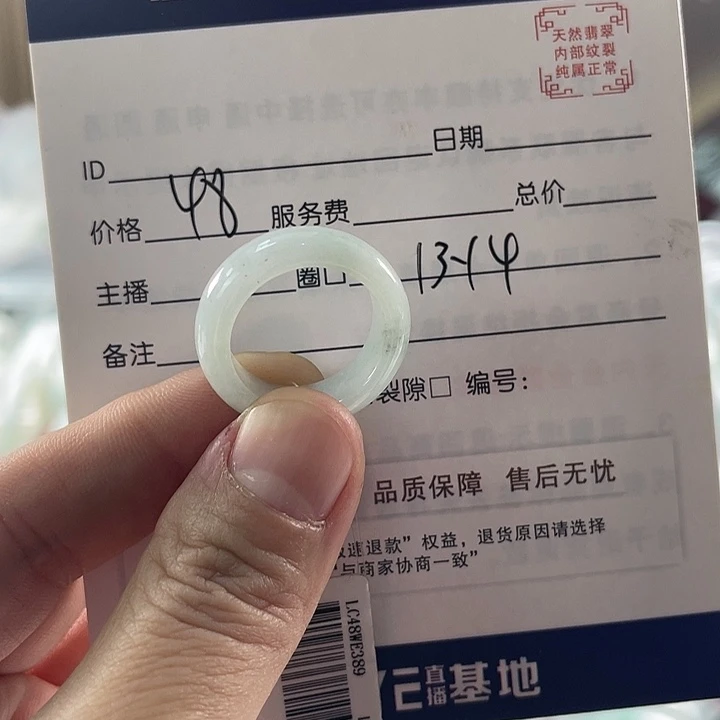 天然翡翠
内部纹裂
纯属正常
ID 日期
价格 48 服务费 总价
主播 圈口 13-14
备注
裂隙□ 编号：
品质保障 售后无忧
速退款”权益，退货原因请选择
与商家协商一致”
LC48WE389
直播基地